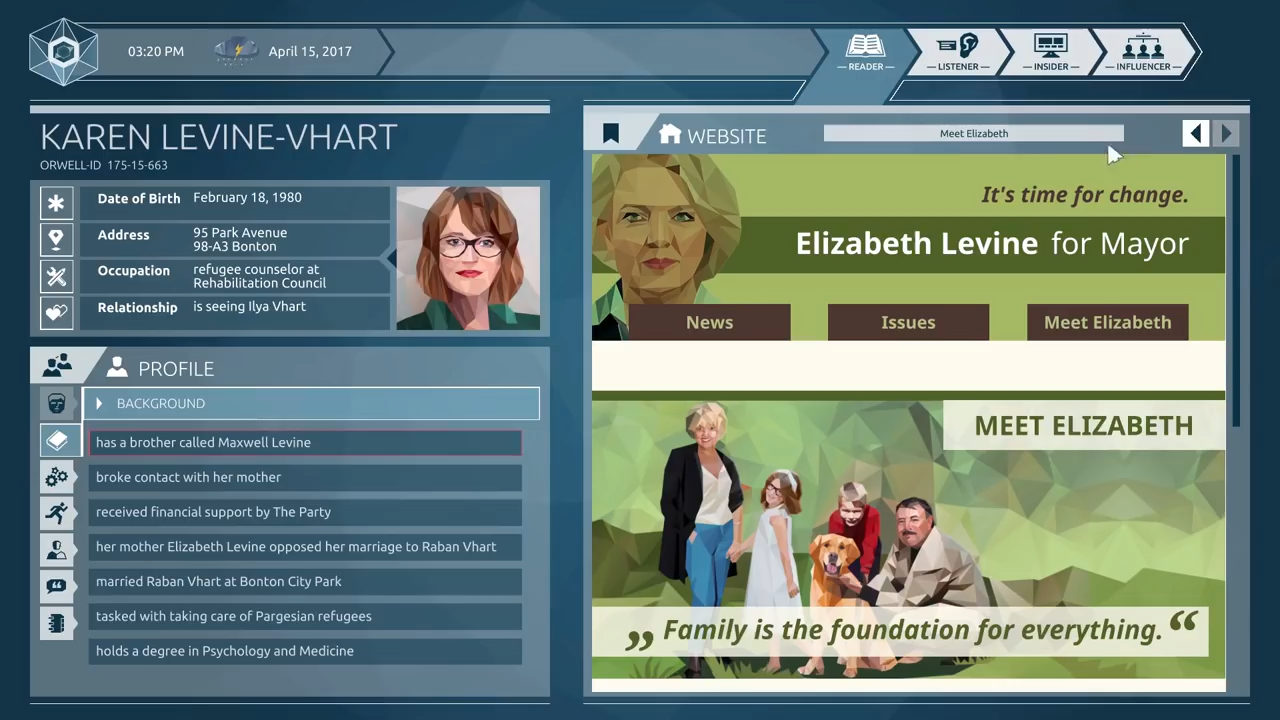 03:20 PM
April 15, 2017
READER
LISTENER
INSIDER
INFLUENCER
KAREN LEVINE-VHART
ORWELL-ID 175-15-663
Date of Birth February 18, 1980
Address 95 Park Avenue
98-A3 Bonton
Occupation refugee counselor at
Rehabilitation Council
Relationship is seeing Ilya Vhart
PROFILE
BACKGROUND
has a brother called Maxwell Levine
broke contact with her mother
received financial support by The Party
her mother Elizabeth Levine opposed her marriage to Raban Vhart
married Raban Vhart at Bonton City Park
tasked with taking care of Pargesian refugees
holds a degree in Psychology and Medicine
WEBSITE
Meet Elizabeth
It's time for change.
Elizabeth Levine for Mayor
News
Issues
Meet Elizabeth
MEET ELIZABETH
„ Family is the foundation for everything. “